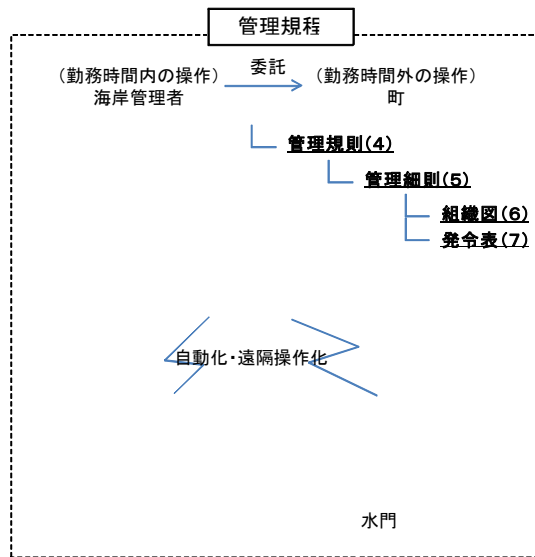 管理規程
（勤務時間内の操作） 委託 （勤務時間外の操作）
海岸管理者 町
管理規則（4）
管理細則（5）
組織図（6）
発令表（7）
自動化・遠隔操作化
水門